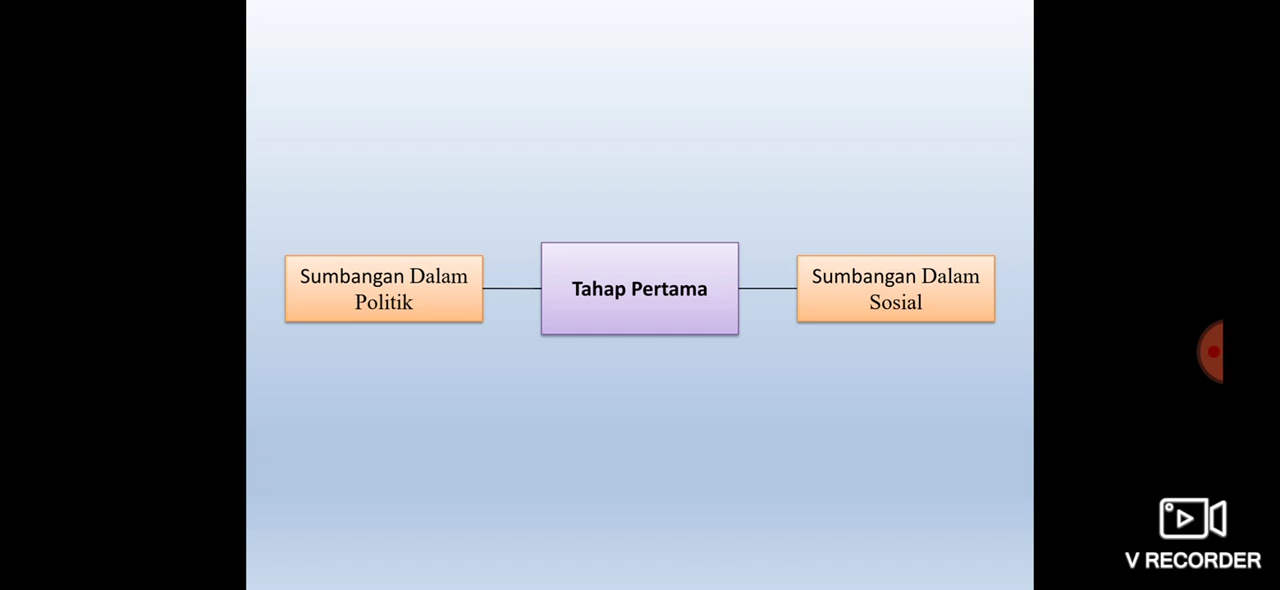 Sumbangan Dalam
Politik
Tahap Pertama
Sumbangan Dalam
Sosial
V RECORDER